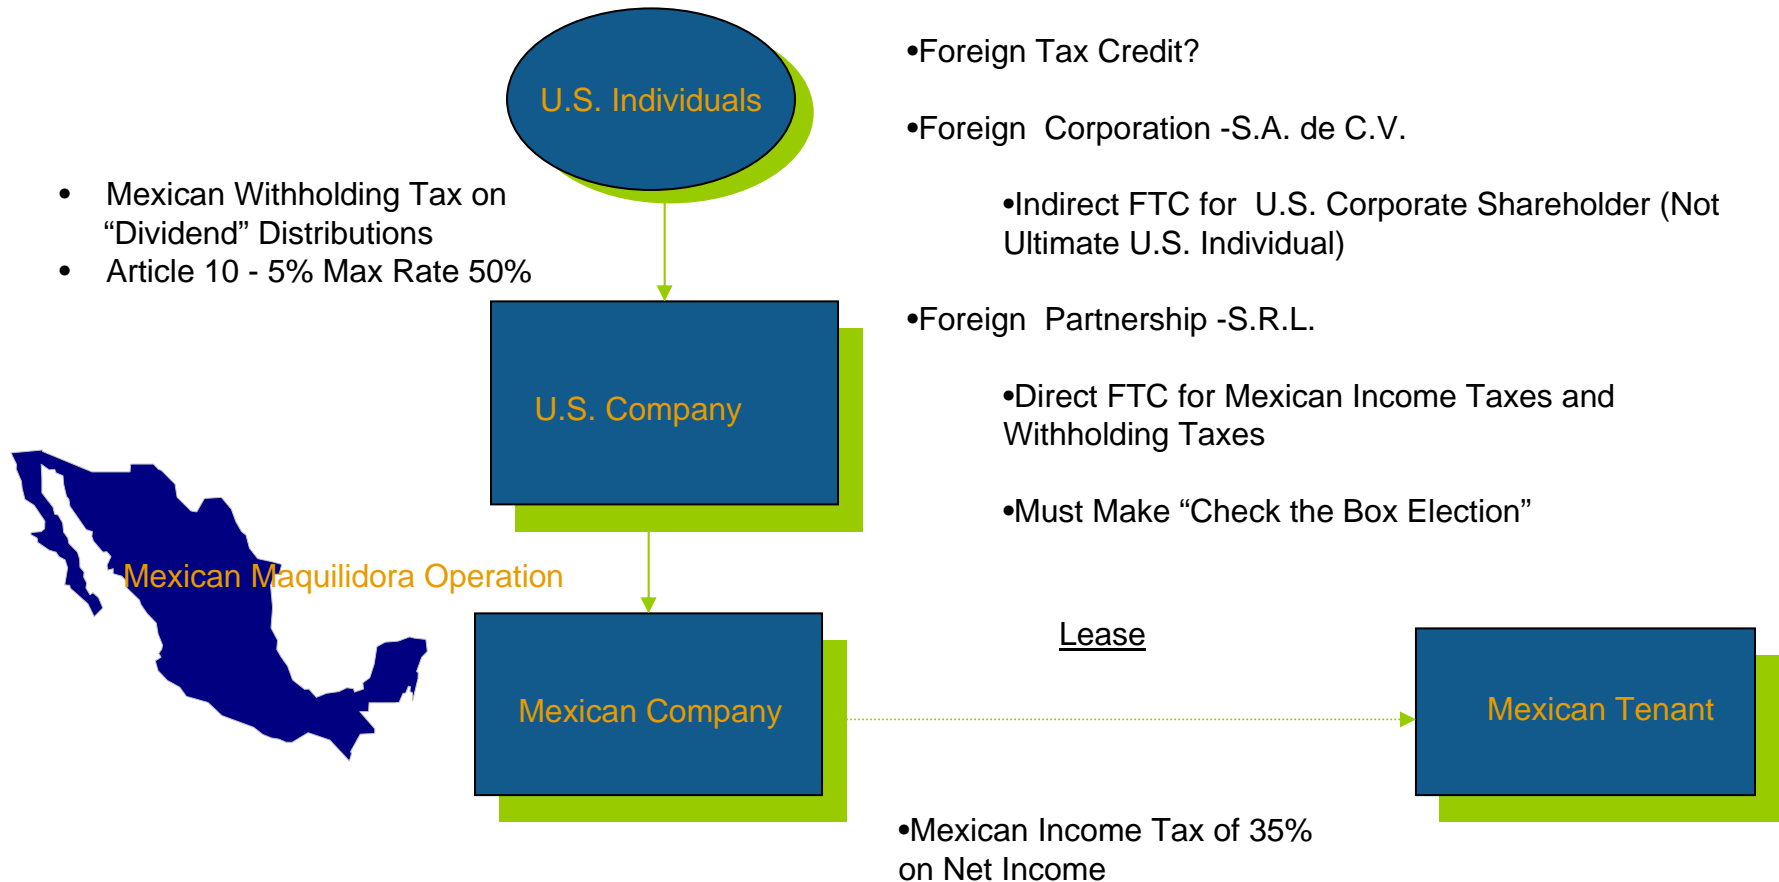 U.S. Individuals
•Foreign Tax Credit?
•Foreign  Corporation -S.A. de C.V.
•Indirect FTC for  U.S. Corporate Shareholder (Not
Ultimate U.S. Individual)
•Foreign  Partnership -S.R.L.
•Direct FTC for Mexican Income Taxes and
Withholding Taxes
•Must Make “Check the Box Election”
• Mexican Withholding Tax on
“Dividend” Distributions
• Article 10 - 5% Max Rate 50%
U.S. Company
Mexican Maquilidora Operation
Mexican Company
Lease
Mexican Tenant
•Mexican Income Tax of 35%
on Net Income